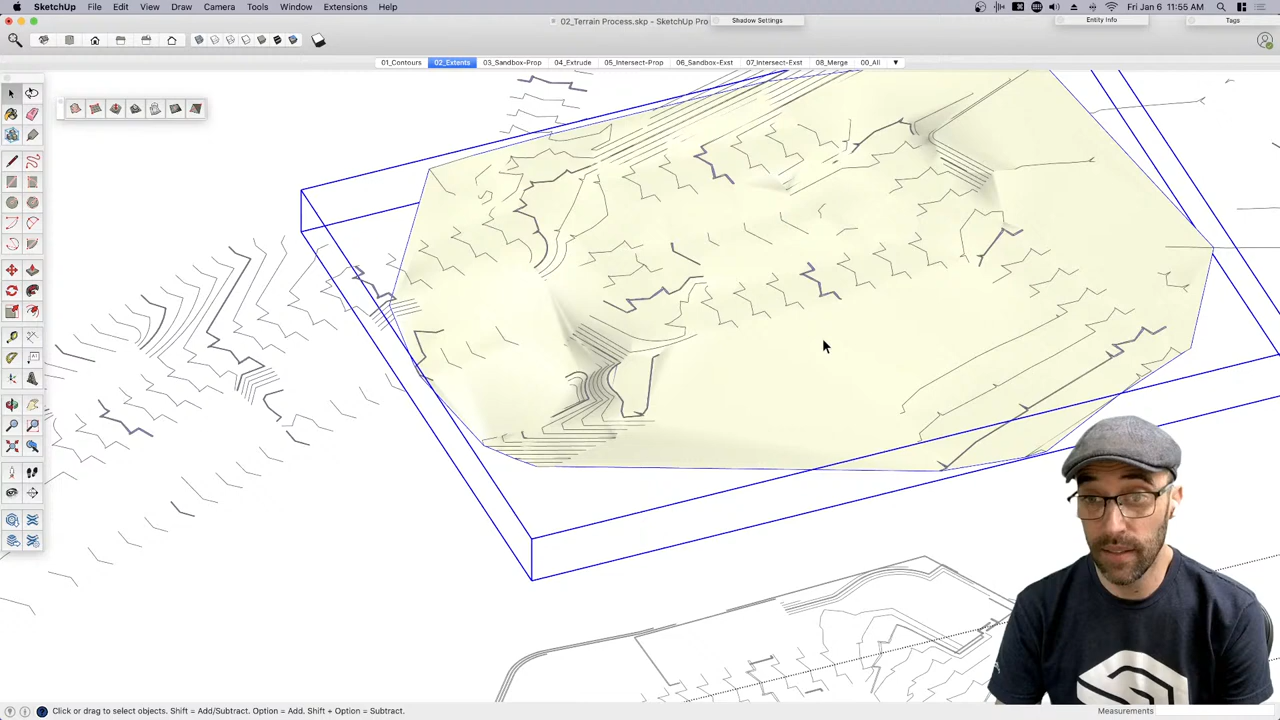 SketchUp File Edit View Draw Camera Tools Window Extensions Help
Fri Jan 6 11:55 AM
02_Terrain Process.skp - SketchUp Pro
Shadow Settings
Entity Info
Tags
01_Contours 02_Extents 03_Sandbox-Prop 04_Extrude 05_Intersect-Prop 06_Sandbox-Exst 07_Intersect-Exst 08_Merge 00_All
Click or drag to select objects. Shift = Add/Subtract. Option = Add. Shift + Option = Subtract.
Measurements